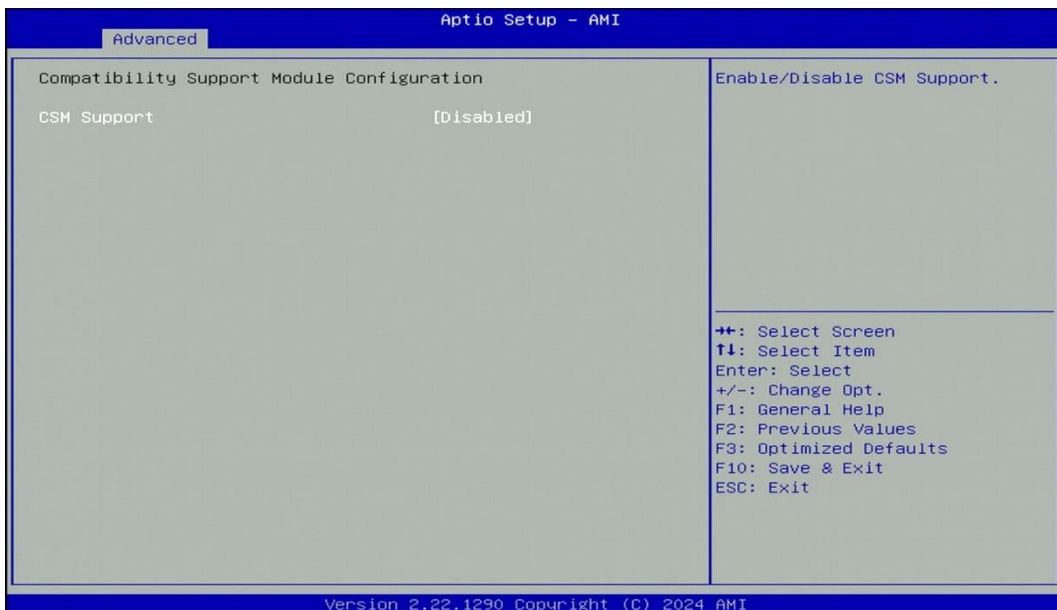 Aptio Setup – AMI
Advanced
Compatibility Support Module Configuration
CSM Support [Disabled]
Enable/Disable CSM Support.
→←: Select Screen
↑↓: Select Item
Enter: Select
+/-: Change Opt.
F1: General Help
F2: Previous Values
F3: Optimized Defaults
F10: Save & Exit
ESC: Exit
Version 2.22.1290 Copyright (C) 2024 AMI